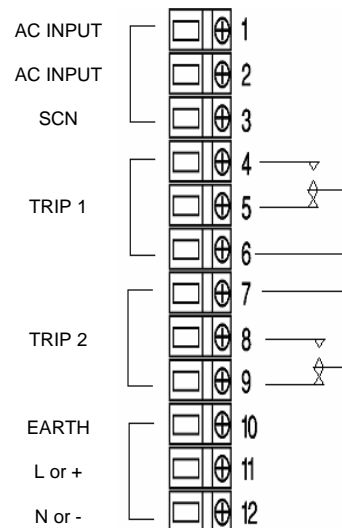 AC INPUT 1
AC INPUT 2
SCN 3
4
TRIP 1 5
6
7
TRIP 2 8
9
EARTH 10
L or + 11
N or - 12